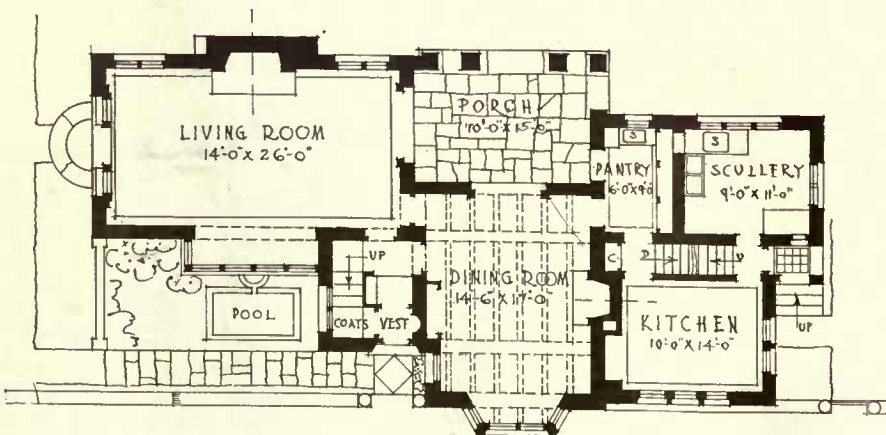 LIVING ROOM
14'-0" X 26'-0"
PORCH
10'-0" X 15'-0"
S
PANTRY
6'-0" X 9'-0
S
SCULLERY
9'-0" X 11'-0"
UP
DINING ROOM
14'-6" X 17'-0"
C
D
U
POOL
COATS
VEST
KITCHEN
10'-0" X 14'-0"
UP